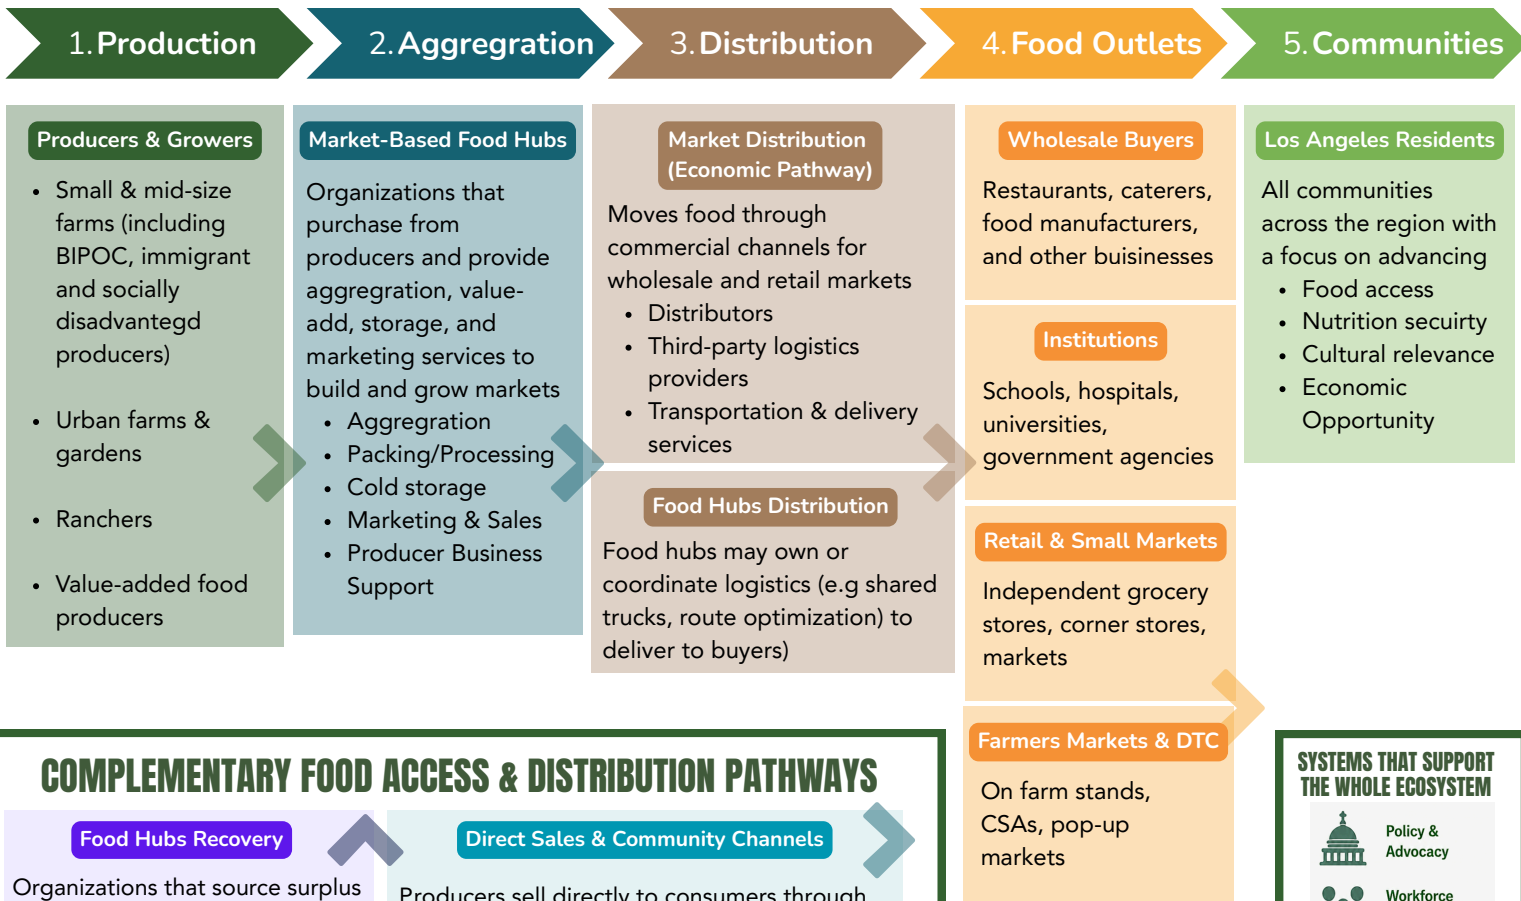 1. Production
2. Aggregration
3. Distribution
4. Food Outlets
5. Communities
Producers & Growers
• Small & mid-size
farms (including
BIPOC, immigrant
and socially
disadvantegd
producers)
• Urban farms &
gardens
• Ranchers
• Value-added food
producers
Market-Based Food Hubs
Organizations that
purchase from
producers and provide
aggregration, value-
add, storage, and
marketing services to
build and grow markets
• Aggregration
• Packing/Processing
• Cold storage
• Marketing & Sales
• Producer Business
Support
Market Distribution
(Economic Pathway)
Moves food through
commercial channels for
wholesale and retail markets
• Distributors
• Third-party logistics
providers
• Transportation & delivery
services
Food Hubs Distribution
Food hubs may own or
coordinate logistics (e.g shared
trucks, route optimization) to
deliver to buyers)
Wholesale Buyers
Restaurants, caterers,
food manufacturers,
and other buisinesses
Institutions
Schools, hospitals,
universities,
government agencies
Retail & Small Markets
Independent grocery
stores, corner stores,
markets
Farmers Markets & DTC
On farm stands,
CSAs, pop-up
markets
Los Angeles Residents
All communities
across the region with
a focus on advancing
• Food access
• Nutrition secuirty
• Cultural relevance
• Economic
Opportunity
COMPLEMENTARY FOOD ACCESS & DISTRIBUTION PATHWAYS
Food Hubs Recovery
Organizations that source surplus
Direct Sales & Community Channels
Producers sell directly to consumers through
SYSTEMS THAT SUPPORT
THE WHOLE ECOSYSTEM
Policy &
Advocacy
Workforce